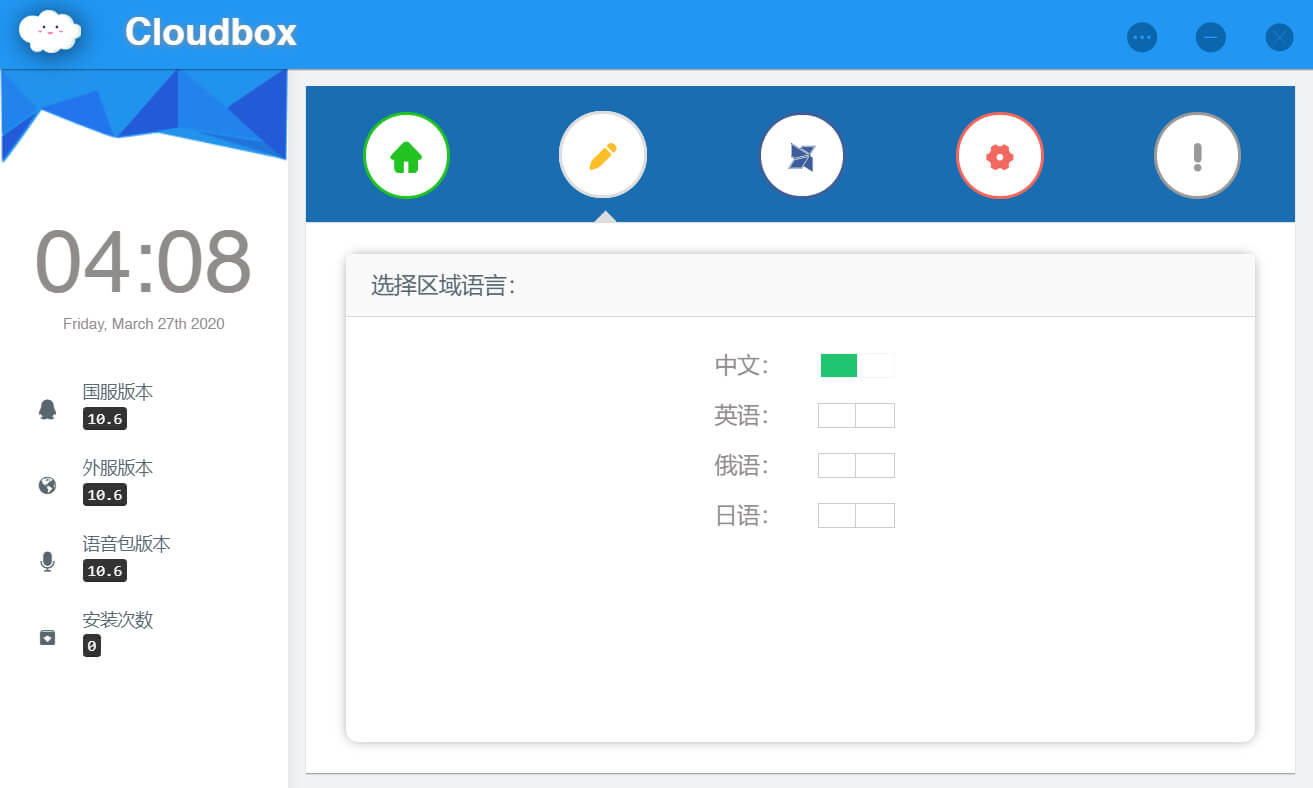 Cloudbox
04:08
Friday, March 27th 2020
国服版本
10.6
外服版本
10.6
语音包版本
10.6
安装次数
0
选择区域语言：
中文：
英语：
俄语：
日语：